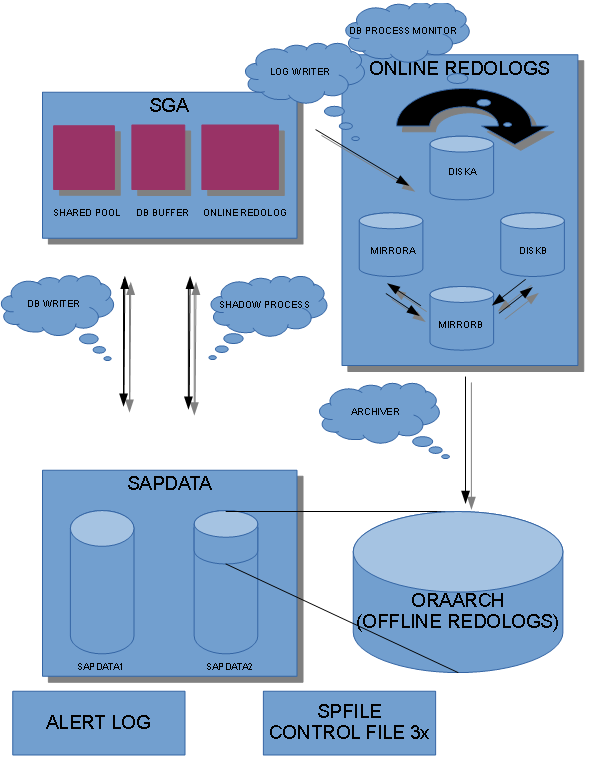 DB PROCESS MONITOR
LOG WRITER
ONLINE REDOLOGS
SGA
SHARED POOL
DB BUFFER
ONLINE REDOLOG
DISKA
MIRRORA
DISKB
MIRRORB
DB WRITER
SHADOW PROCESS
ARCHIVER
SAPDATA
SAPDATA1
SAPDATA2
ORAARCH
(OFFLINE REDOLOGS)
ALERT LOG
SPFILE
CONTROL FILE 3x